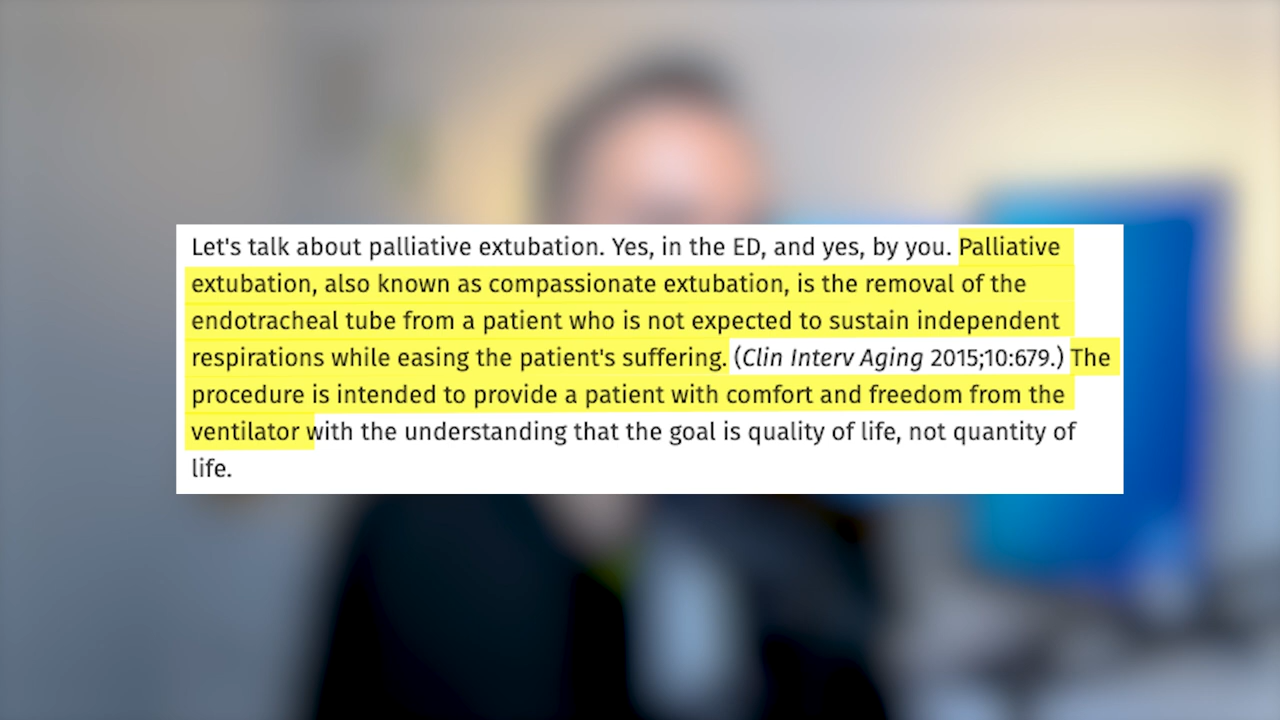 Let's talk about palliative extubation. Yes, in the ED, and yes, by you. Palliative
extubation, also known as compassionate extubation, is the removal of the
endotracheal tube from a patient who is not expected to sustain independent
respirations while easing the patient's suffering. (Clin Interv Aging 2015;10:679.) The
procedure is intended to provide a patient with comfort and freedom from the
ventilator with the understanding that the goal is quality of life, not quantity of
life.